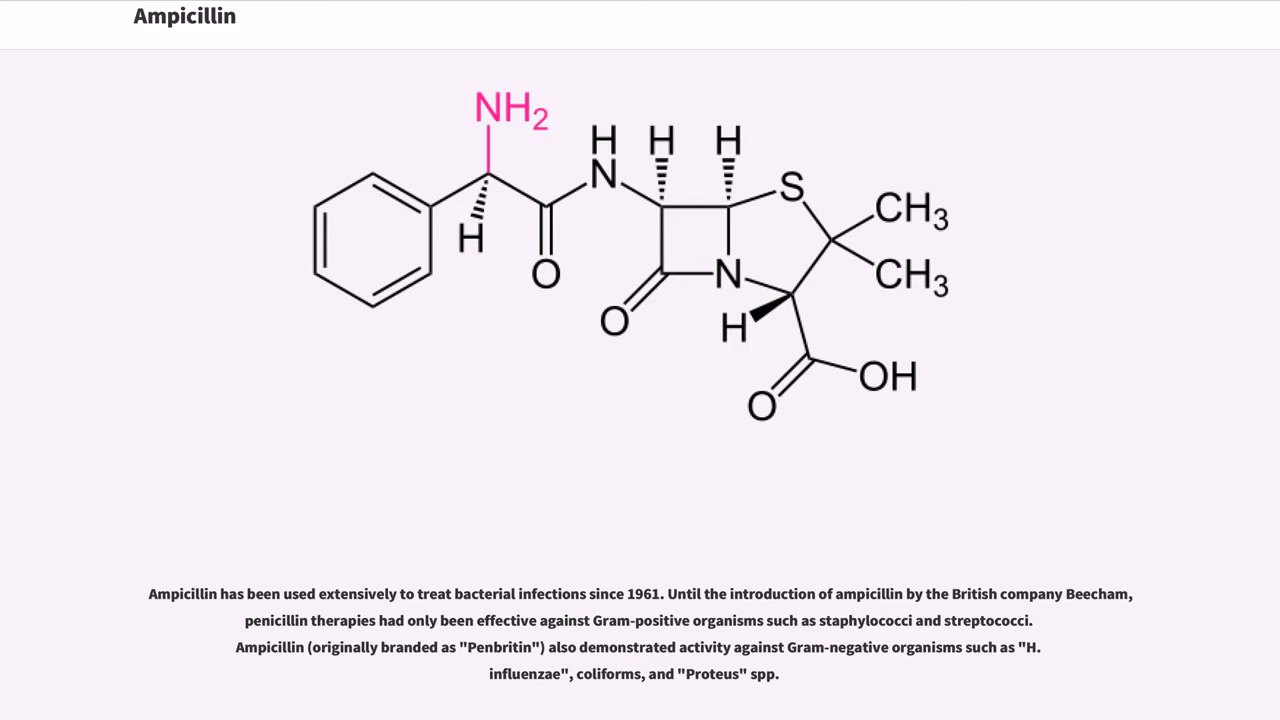 Ampicillin
NH2
H H H
N S CH3
H
O N CH3
O H
OH
O
Ampicillin has been used extensively to treat bacterial infections since 1961. Until the introduction of ampicillin by the British company Beecham,
penicillin therapies had only been effective against Gram-positive organisms such as staphylococci and streptococci.
Ampicillin (originally branded as "Penbritin") also demonstrated activity against Gram-negative organisms such as "H.
influenzae", coliforms, and "Proteus" spp.